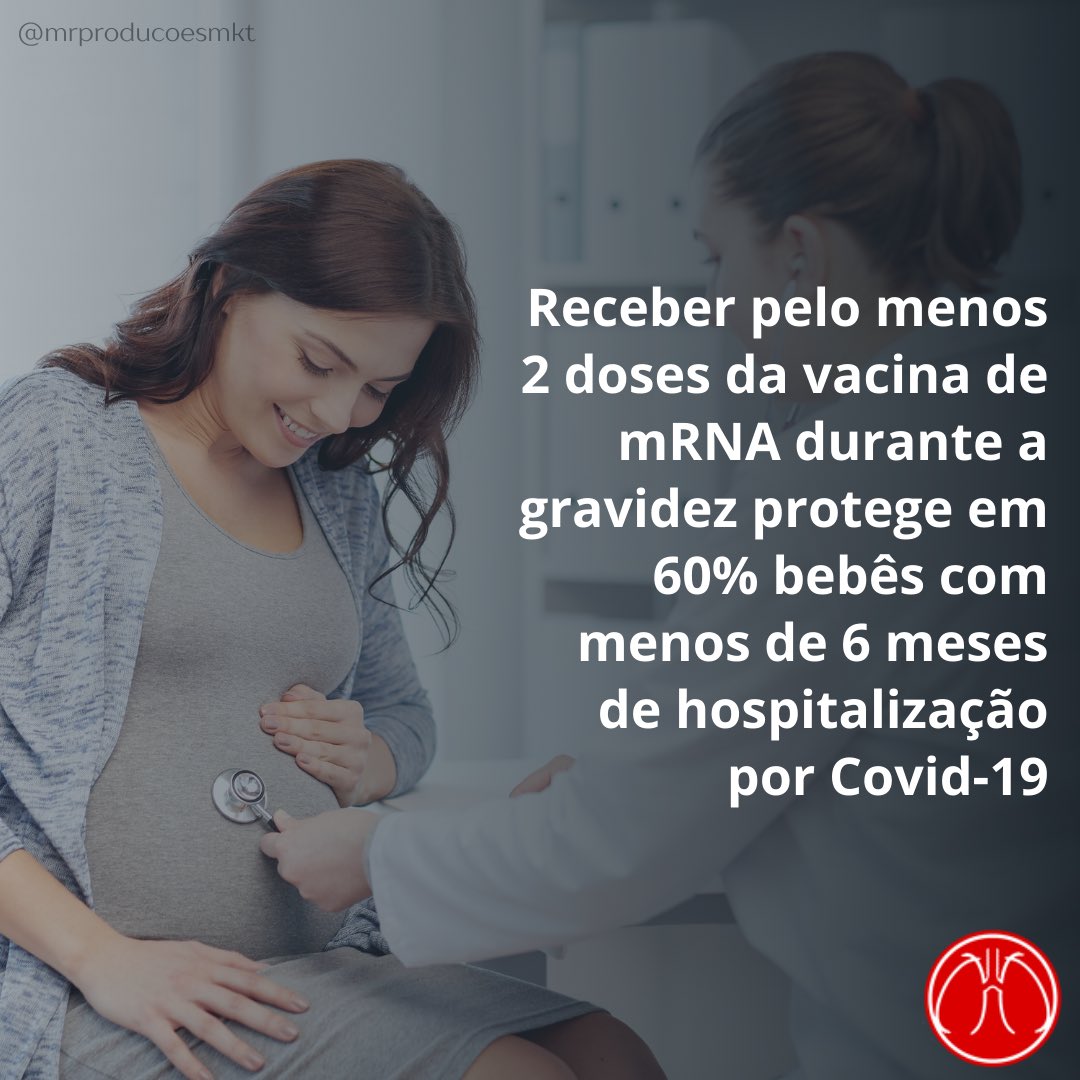 @mrproducoesmkt
Receber pelo menos
2 doses da vacina de
mRNA durante a
gravidez protege em
60% bebês com
menos de 6 meses
de hospitalização
por Covid-19